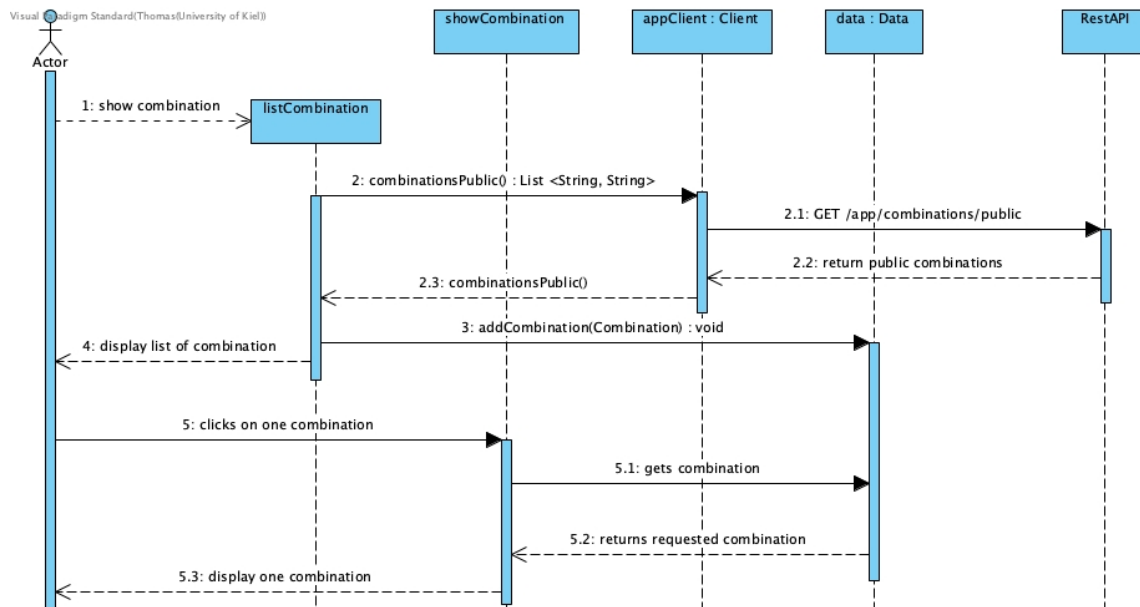 Visual Paradigm Standard(Thomas(University of Kiel))
showCombination
appClient : Client
data : Data
RestAPI
Actor
1: show combination
listCombination
2: combinationsPublic() : List <String, String>
2.1: GET /app/combinations/public
2.2: return public combinations
2.3: combinationsPublic()
3: addCombination(Combination) : void
4: display list of combination
5: clicks on one combination
5.1: gets combination
5.2: returns requested combination
5.3: display one combination